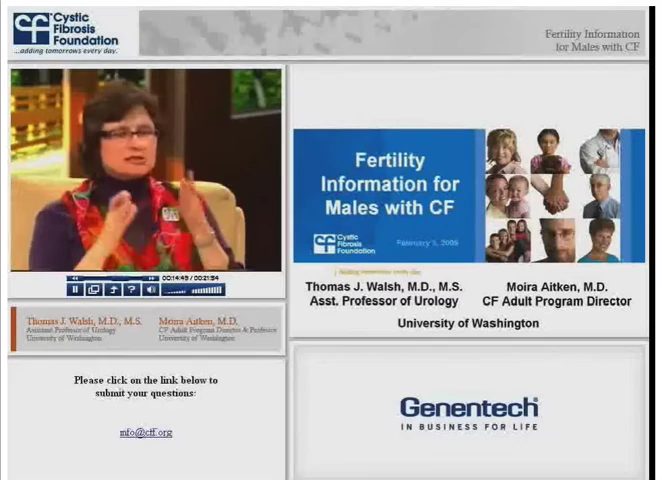 Cystic
Fibrosis
Foundation
...adding tomorrows every day.
Fertility Information
for Males with CF
Fertility
Information for
Males with CF
Cystic
Fibrosis
Foundation
adding tomorrows every day
00:14:49 / 00:21:54
Thomas J. Walsh, M.D., M.S.
Asst. Professor of Urology
Moira Aitken, M.D.
CF Adult Program Director
University of Washington
Thomas J. Walsh, M.D., M.S.
Assistant Professor of Urology
University of Washington
Moira Aitken, M.D.
CF Adult Program Director & Professor
University of Washington
Please click on the link below to
submit your questions:
info@cff.org
Genentech
IN BUSINESS FOR LIFE